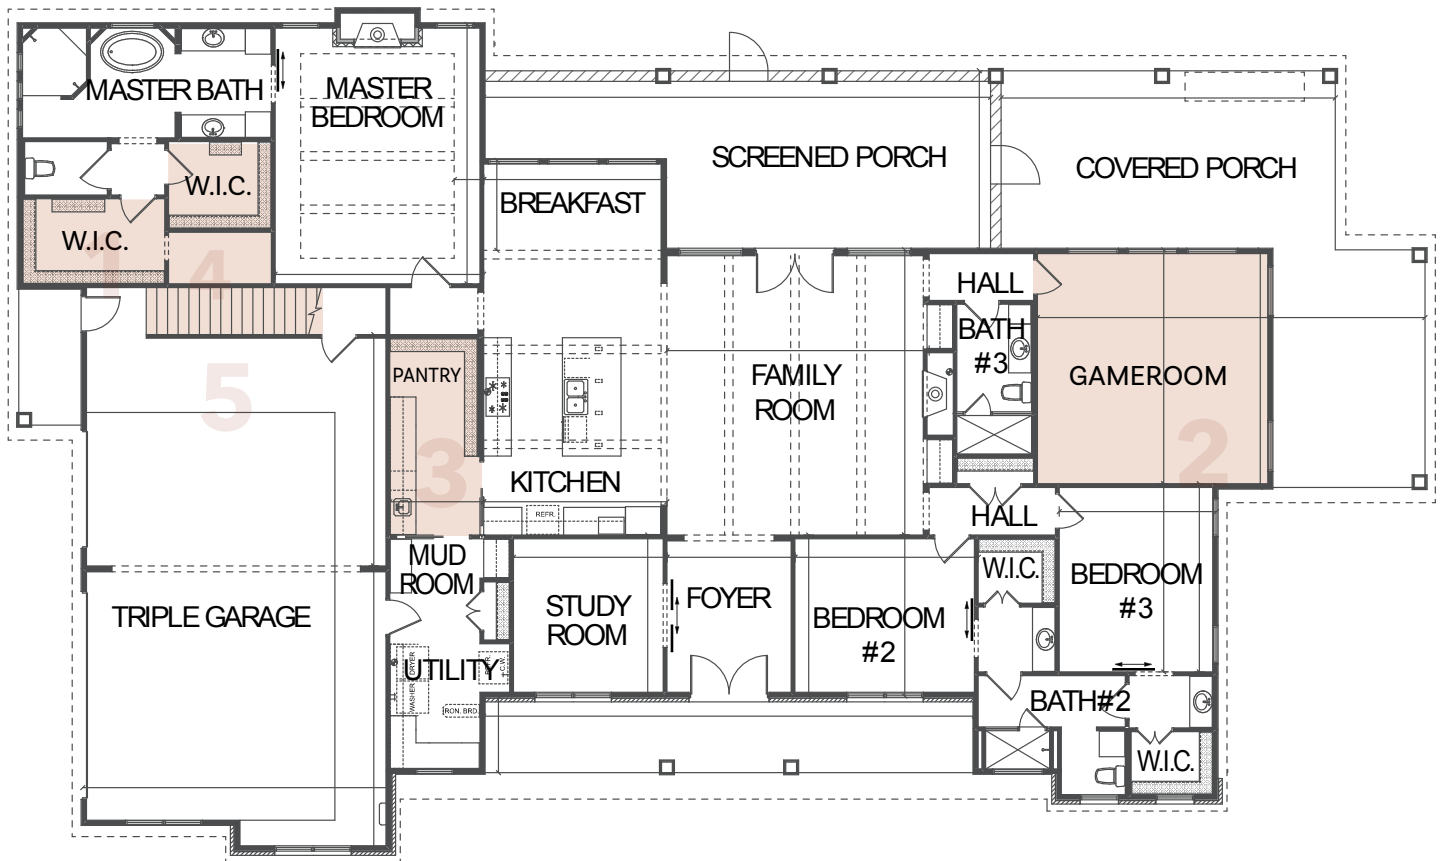 MASTER BATH
MASTER
BEDROOM
SCREENED PORCH
COVERED PORCH
W.I.C.
BREAKFAST
W.I.C.
1
4
HALL
BATH
#3
5
PANTRY
FAMILY
ROOM
GAMEROOM
3
2
KITCHEN
REFR.
HALL
MUD
ROOM
W.I.C.
BEDROOM
#3
TRIPLE GARAGE
STUDY
ROOM
FOYER
BEDROOM
#2
UTILITY
DRYER
WASHER
RON. BRD.
BATH#2
W.I.C.